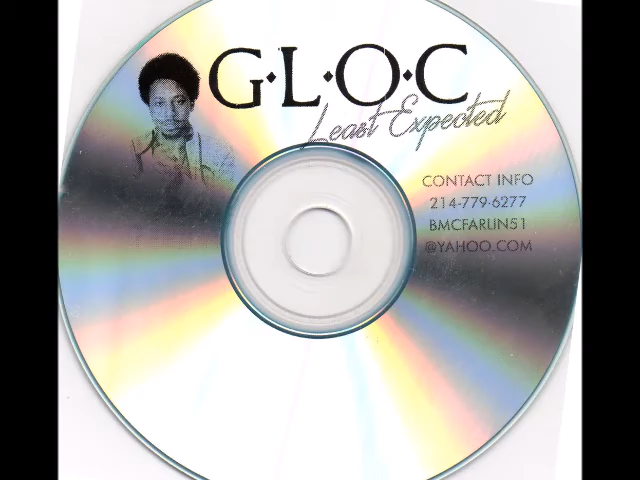 G·L·O·C
Least Expected
CONTACT INFO
214-779-6277
BMCFARLIN51
@YAHOO.COM